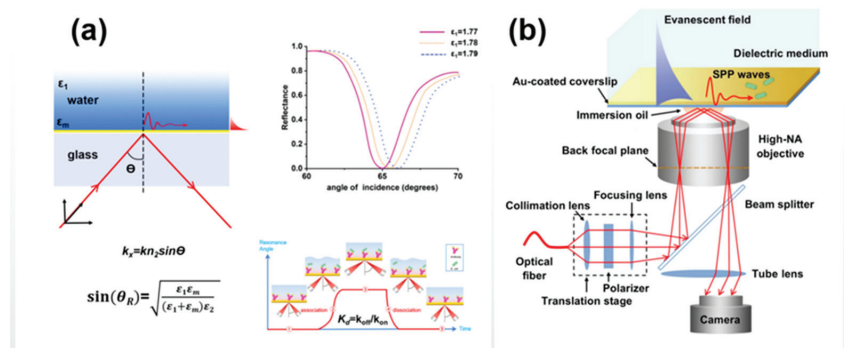 (a)
ε₁
water
εₘ
glass
Θ
kₓ=kn₂sinΘ
sin(θ_R)=√(ε₁εₘ/((ε₁+εₘ)ε₂))
ε₁=1.77
ε₁=1.78
ε₁=1.79
Reflectance
1.0
0.8
0.6
0.4
0.2
0.0
60
65
70
angle of incidence (degrees)
Resonance
Angle
association
dissociation
K_d=k_off/k_on
Time
(b)
Evanescent field
Dielectric medium
SPP waves
Au-coated coverslip
Immersion oil
High-NA
objective
Back focal plane
Focusing lens
Collimation lens
Beam splitter
Optical
fiber
Polarizer
Translation stage
Tube lens
Camera